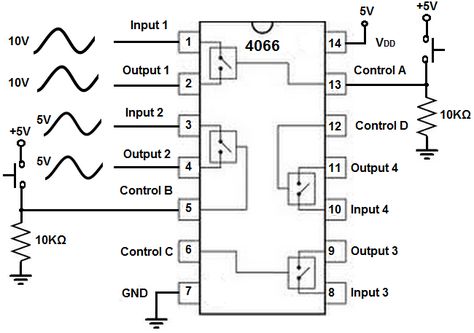 Input 1
10V
1
4066
5V
14
VDD
+5V
10V
Output 1
2
13
Control A
Input 2
3
12
Control D
10KΩ
5V
+5V
5V
Output 2
4
11
Output 4
Control B
5
10
Input 4
10KΩ
Control C
6
9
Output 3
GND
7
8
Input 3